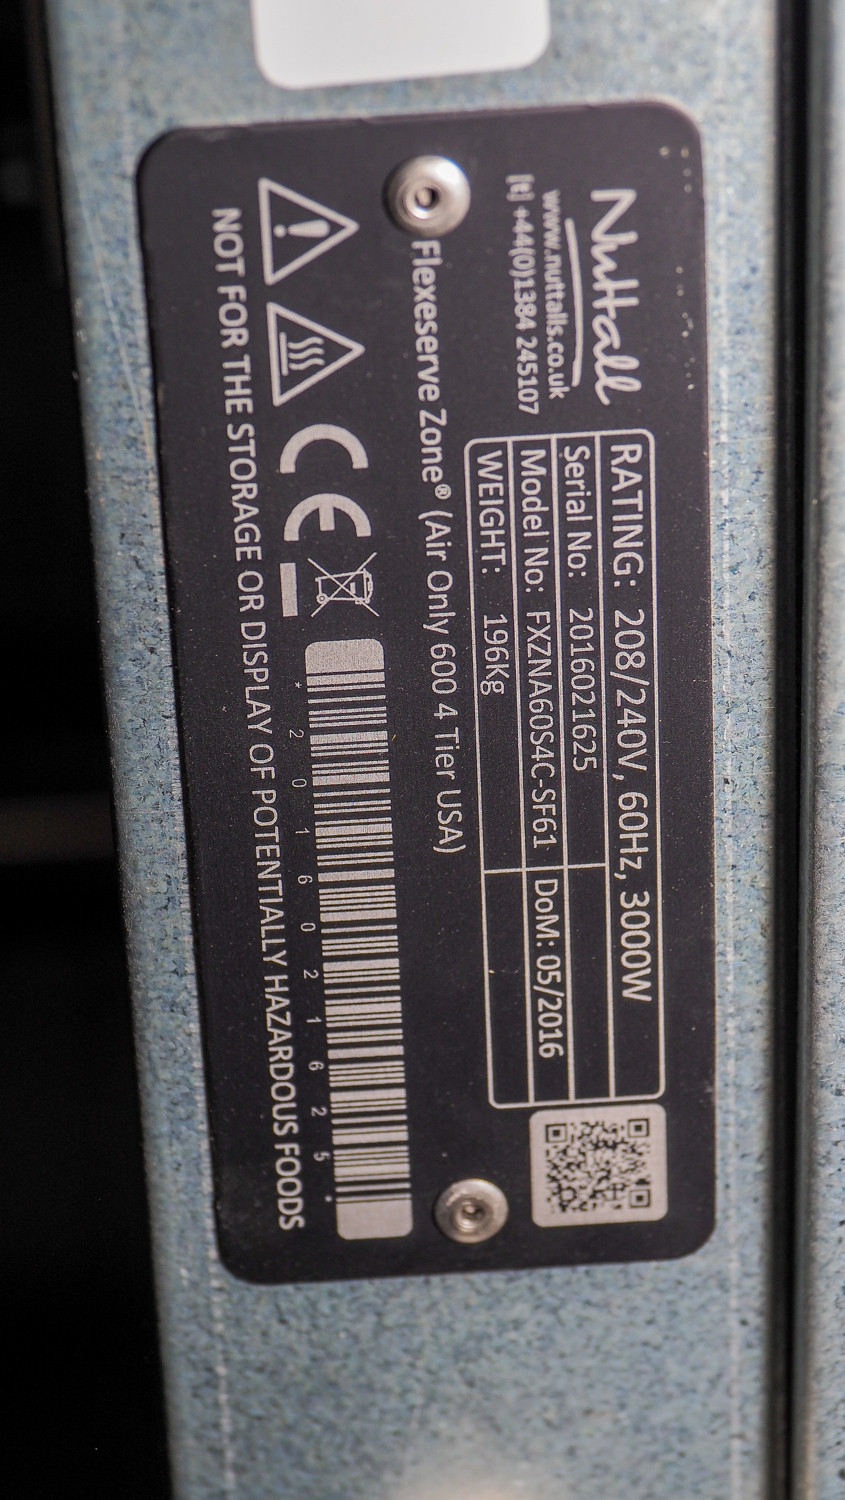 Nuttall
www.nuttalls.co.uk
[t] +44(0)1384 245107
RATING: 208/240V, 60Hz, 3000W
Serial No: 2016021625
Model No: FXZNA60S4C-SF61 DoM: 05/2016
WEIGHT: 196Kg
Flexeserve Zone® (Air Only 600 4 Tier USA)
CE
* 2 0 1 6 0 2 1 6 2 5 *
NOT FOR THE STORAGE OR DISPLAY OF POTENTIALLY HAZARDOUS FOODS